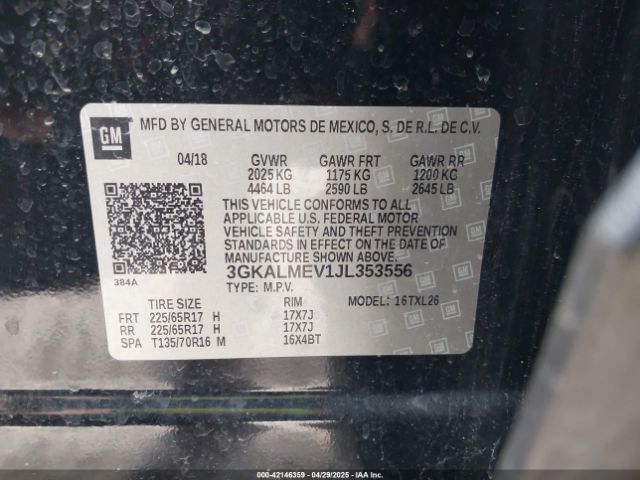 GM
MFD BY GENERAL MOTORS DE MEXICO, S. DE R.L. DE C.V.
04/18 GVWR GAWR FRT GAWR RR
2025 KG 1175 KG 1200 KG
4464 LB 2590 LB 2645 LB
THIS VEHICLE CONFORMS TO ALL
APPLICABLE U.S. FEDERAL MOTOR
VEHICLE SAFETY AND THEFT PREVENTION
STANDARDS IN EFFECT ON THE DATE OF
MANUFACTURE SHOWN ABOVE.
3GKALMEV1JL353556
384A
TYPE: M.P.V.
MODEL: 16TXL26
TIRE SIZE RIM
FRT 225/65R17 H 17X7J
RR 225/65R17 H 17X7J
SPA T135/70R16 M 16X4BT
000-42146359 - 04/29/2025 - IAAI.COM